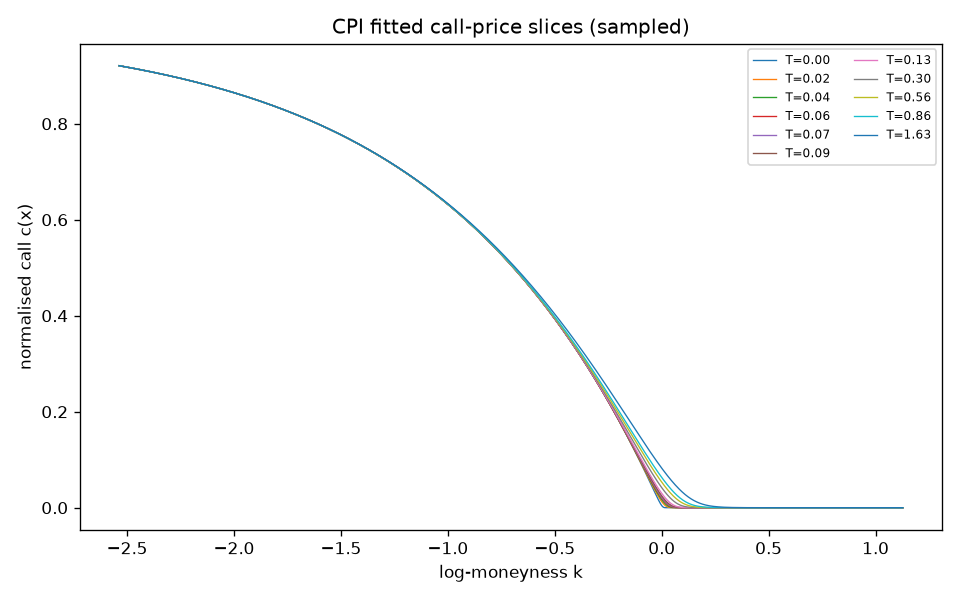 CPI fitted call-price slices (sampled)
normalised call c(x)
0.8
0.6
0.4
0.2
0.0
−2.5 −2.0 −1.5 −1.0 −0.5 0.0 0.5 1.0
log-moneyness k
T=0.00 T=0.13
T=0.02 T=0.30
T=0.04 T=0.56
T=0.06 T=0.86
T=0.07 T=1.63
T=0.09